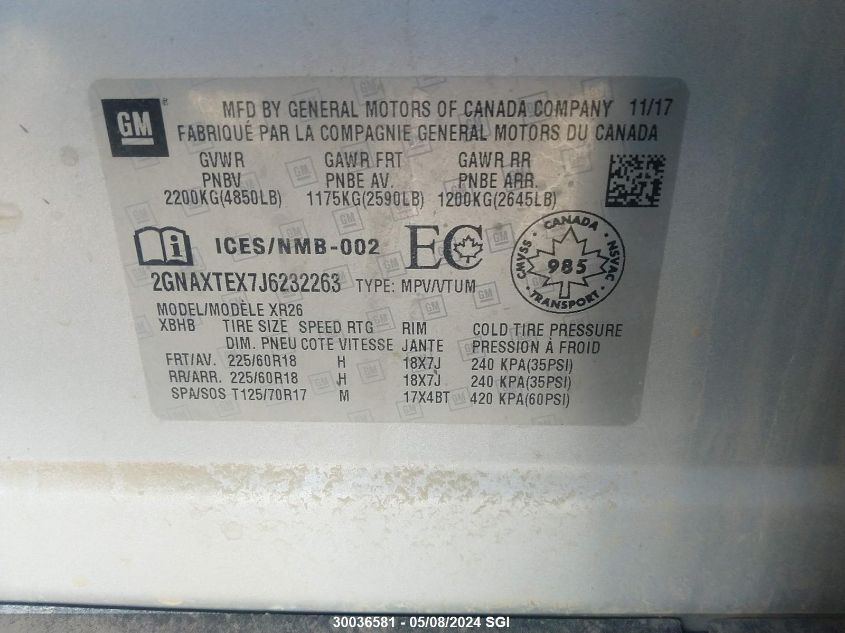 GM ®
MFD BY GENERAL MOTORS OF CANADA COMPANY 11/17
FABRIQUÉ PAR LA COMPAGNIE GENERAL MOTORS DU CANADA
GVWR GAWR FRT GAWR RR
PNBV PNBE AV. PNBE ARR.
2200KG(4850LB) 1175KG(2590LB) 1200KG(2645LB)
ICES/NMB-002 EC
CANADA
CMVSS 985 NSVAC
TRANSPORT
2GNAXTEX7J6232263 TYPE: MPV/VTUM
MODEL/MODÈLE XR26
XBHB TIRE SIZE SPEED RTG RIM COLD TIRE PRESSURE
DIM. PNEU COTE VITESSE JANTE PRESSION À FROID
FRT/AV. 225/60R18 H 18X7J 240 KPA(35PSI)
RR/ARR. 225/60R18 H 18X7J 240 KPA(35PSI)
SPA/SOS T125/70R17 M 17X4BT 420 KPA(60PSI)
30036581 - 05/08/2024 SGI